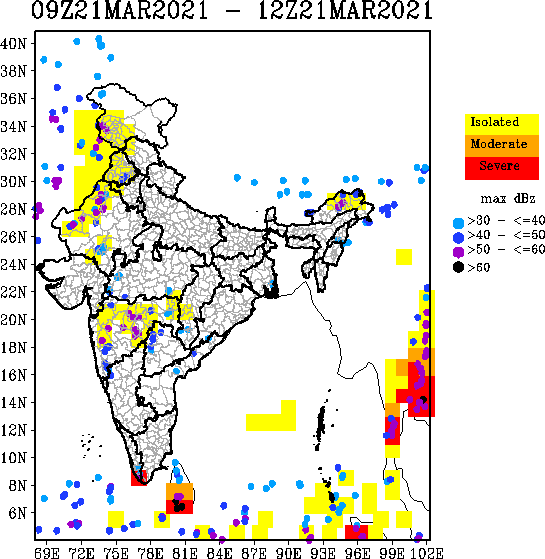 09Z21MAR2021 - 12Z21MAR2021
40N
38N
36N
34N
32N
30N
28N
26N
24N
22N
20N
18N
16N
14N
12N
10N
8N
6N
69E 72E 75E 78E 81E 84E 87E 90E 93E 96E 99E 102E
Isolated
Moderate
Severe
max dBz
>30 - <=40
>40 - <=50
>50 - <=60
>60